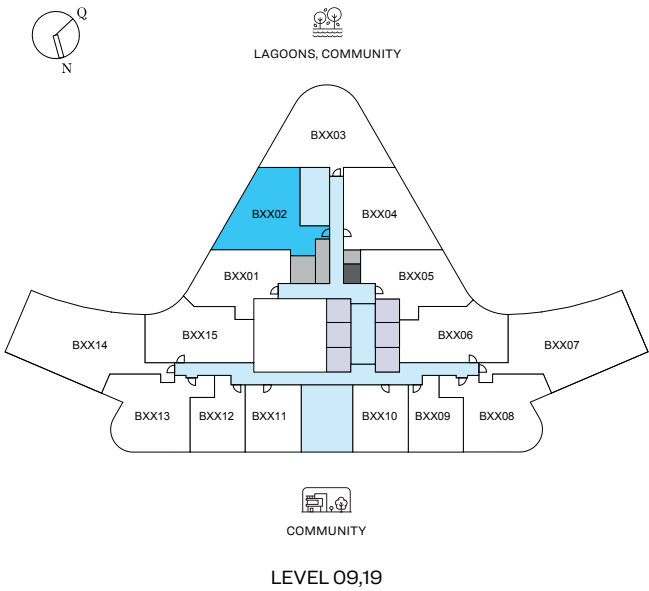 Q
N
LAGOONS, COMMUNITY
BXX03
BXX02
BXX04
BXX01
BXX05
BXX14
BXX15
BXX06
BXX07
BXX13
BXX12
BXX11
BXX10
BXX09
BXX08
COMMUNITY
LEVEL 09,19